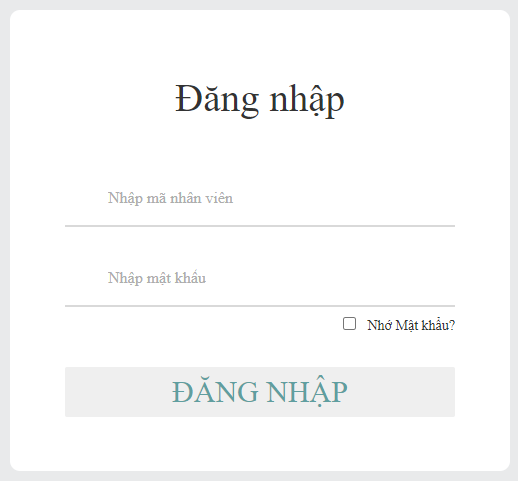 Đăng nhập
Nhập mã nhân viên
Nhập mật khẩu
Nhớ Mật khẩu?
ĐĂNG NHẬP